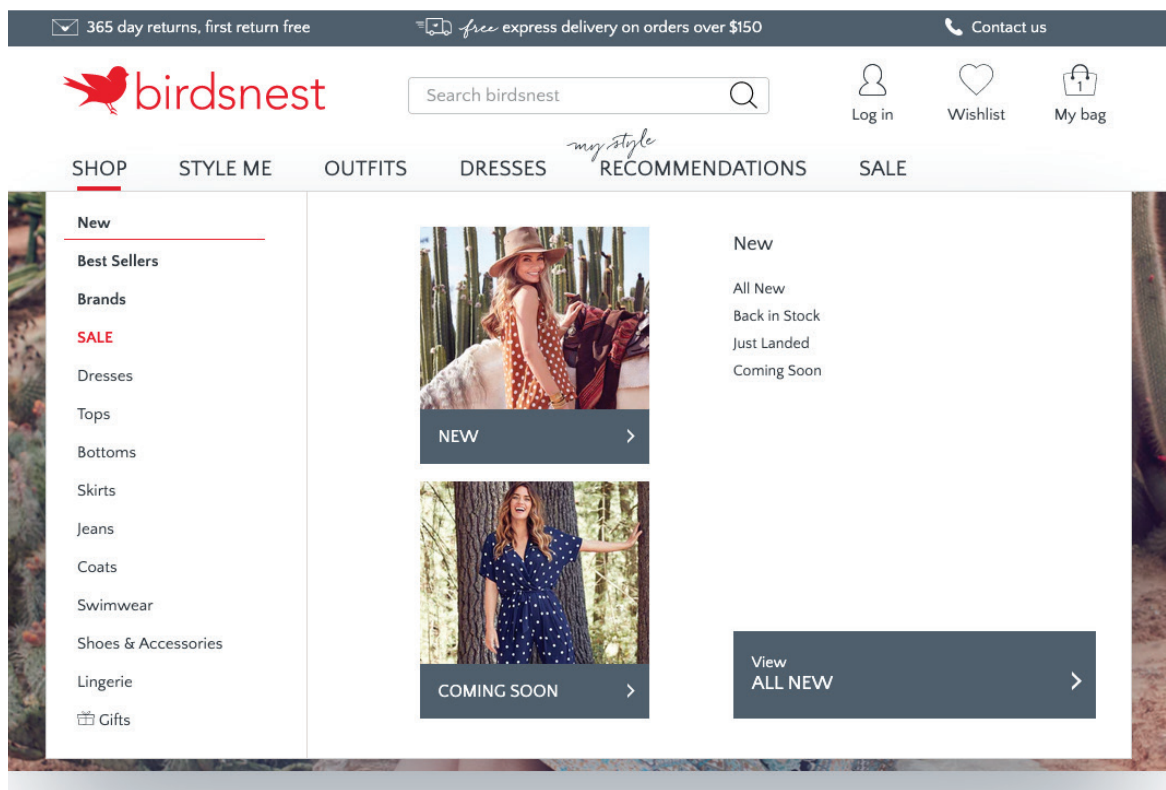 365 day returns, first return free
free express delivery on orders over $150
Contact us
birdsnest
Search birdsnest
Log in
Wishlist
1
My bag
my style
SHOP
STYLE ME
OUTFITS
DRESSES
RECOMMENDATIONS
SALE
New
Best Sellers
Brands
SALE
Dresses
Tops
Bottoms
Skirts
Jeans
Coats
Swimwear
Shoes & Accessories
Lingerie
Gifts
NEW
COMING SOON
New
All New
Back in Stock
Just Landed
Coming Soon
View
ALL NEW